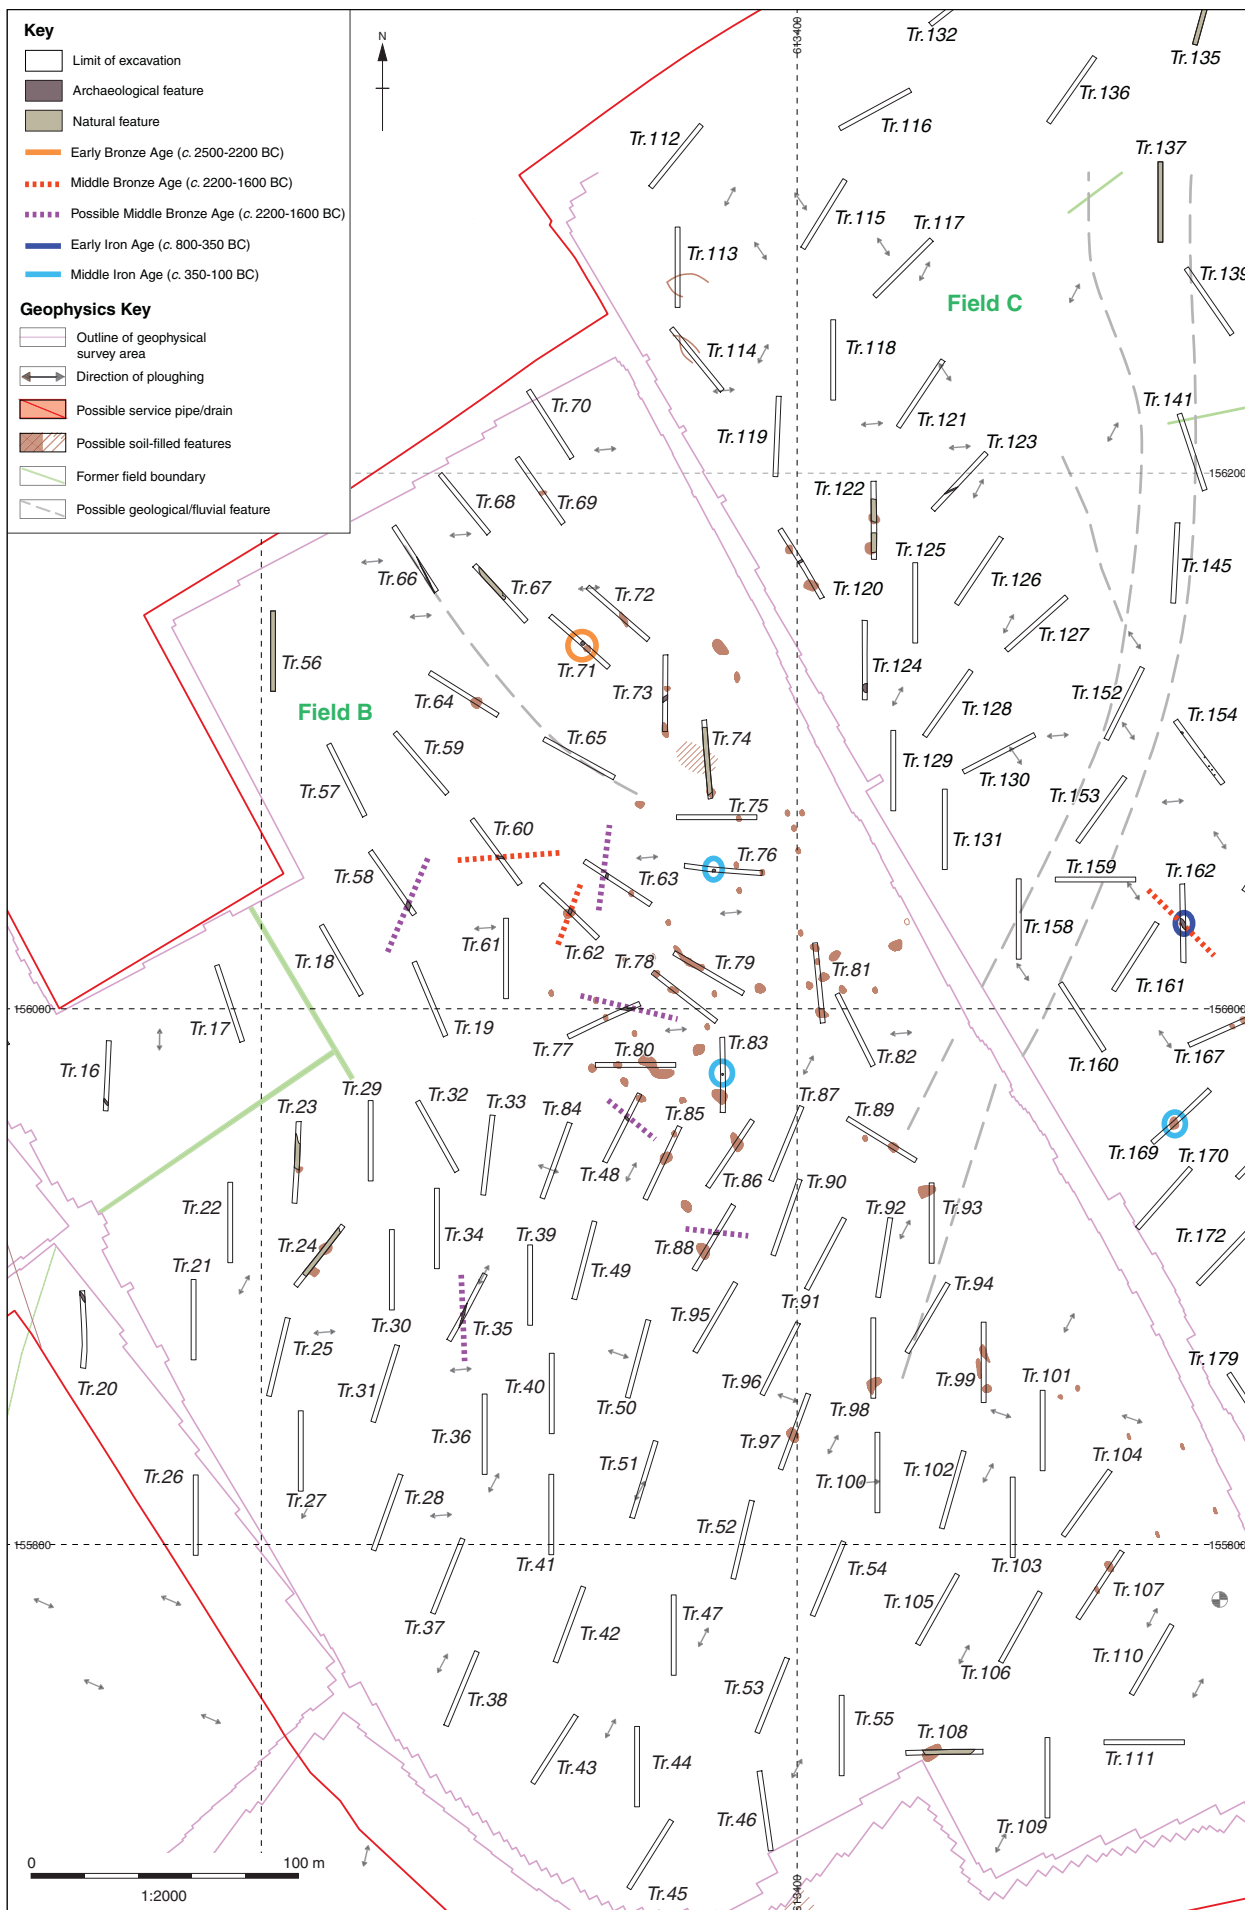 Key
Limit of excavation
Archaeological feature
Natural feature
Early Bronze Age (c. 2500-2200 BC)
Middle Bronze Age (c. 2200-1600 BC)
Possible Middle Bronze Age (c. 2200-1600 BC)
Early Iron Age (c. 800-350 BC)
Middle Iron Age (c. 350-100 BC)
Geophysics Key
Outline of geophysical
survey area
Direction of ploughing
Possible service pipe/drain
Possible soil-filled features
Former field boundary
Possible geological/fluvial feature
N
613400
Tr.132
Tr.135
Tr.136
Tr.116
Tr.112
Tr.137
Tr.115
Tr.117
Tr.113
Tr.139
Field C
Tr.114
Tr.118
Tr.70
Tr.141
Tr.121
Tr.119
Tr.123
156200
Tr.122
Tr.69
Tr.68
Tr.125
Tr.145
Tr.66
Tr.67
Tr.126
Tr.120
Tr.72
Tr.127
Tr.56
Tr.71
Tr.124
Tr.73
Tr.152
Tr.64
Field B
Tr.128
Tr.154
Tr.74
Tr.59
Tr.65
Tr.129
Tr.130
Tr.57
Tr.153
Tr.75
Tr.60
Tr.131
Tr.76
Tr.159
Tr.162
Tr.58
Tr.63
Tr.158
Tr.61
Tr.62
Tr.18
Tr.78
Tr.79
Tr.81
Tr.161
156000
156000
Tr.17
Tr.19
Tr.77
Tr.83
Tr.82
Tr.160
Tr.167
Tr.16
Tr.80
Tr.29
Tr.32
Tr.33
Tr.84
Tr.85
Tr.87
Tr.89
Tr.23
Tr.169
Tr.170
Tr.48
Tr.86
Tr.90
Tr.22
Tr.92
Tr.93
Tr.34
Tr.39
Tr.24
Tr.88
Tr.172
Tr.21
Tr.49
Tr.94
Tr.91
Tr.95
Tr.30
Tr.35
Tr.25
Tr.179
Tr.20
Tr.31
Tr.40
Tr.50
Tr.96
Tr.99
Tr.101
Tr.98
Tr.36
Tr.97
Tr.51
Tr.104
Tr.26
Tr.100
Tr.102
Tr.27
Tr.28
Tr.52
155800
155800
Tr.41
Tr.54
Tr.103
Tr.107
Tr.47
Tr.105
Tr.37
Tr.42
Tr.106
Tr.110
Tr.38
Tr.53
Tr.55
Tr.108
Tr.111
Tr.43
Tr.44
Tr.46
Tr.109
0
100 m
1:2000
Tr.45
613400